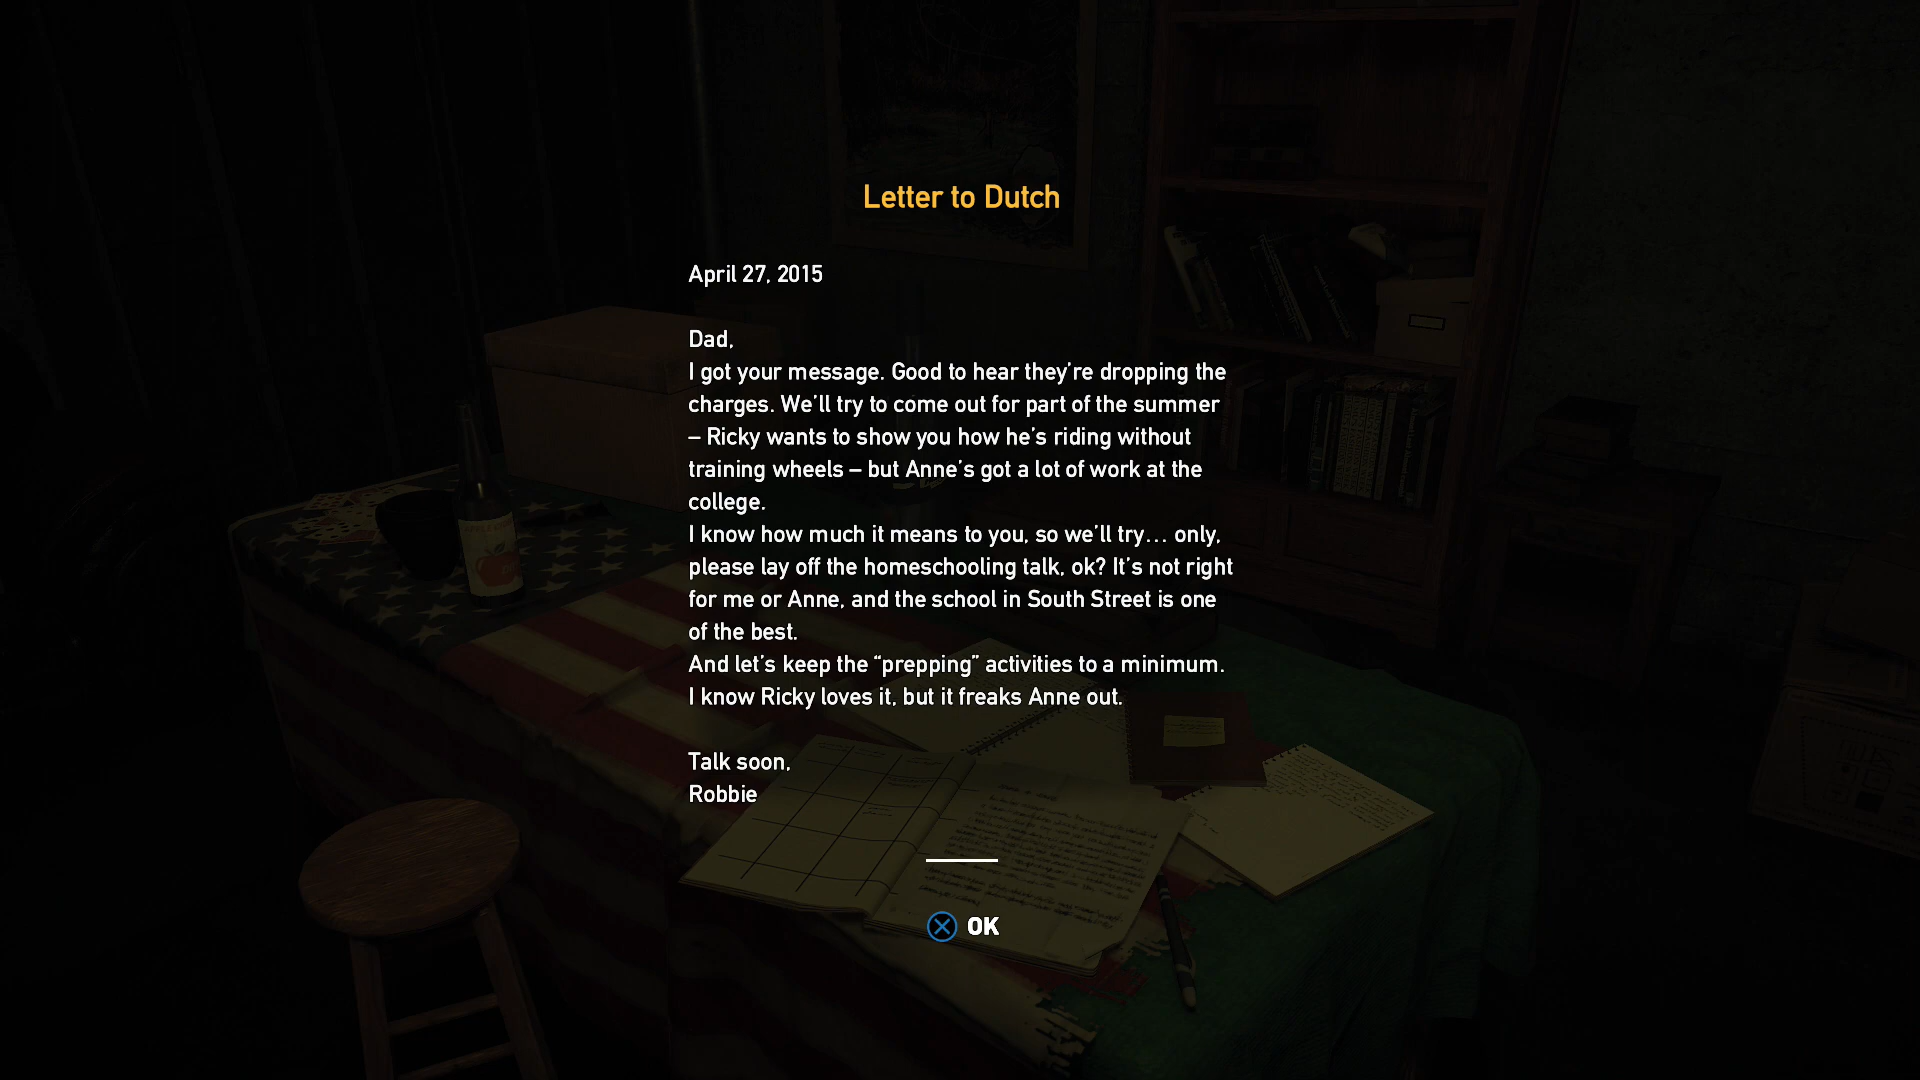 Letter to Dutch
April 27, 2015
Dad,
I got your message. Good to hear they're dropping the
charges. We'll try to come out for part of the summer
– Ricky wants to show you how he's riding without
training wheels – but Anne's got a lot of work at the
college.
I know how much it means to you, so we'll try... only,
please lay off the homeschooling talk, ok? It's not right
for me or Anne, and the school in South Street is one
of the best.
And let's keep the “prepping” activities to a minimum.
I know Ricky loves it, but it freaks Anne out.
Talk soon,
Robbie
OK